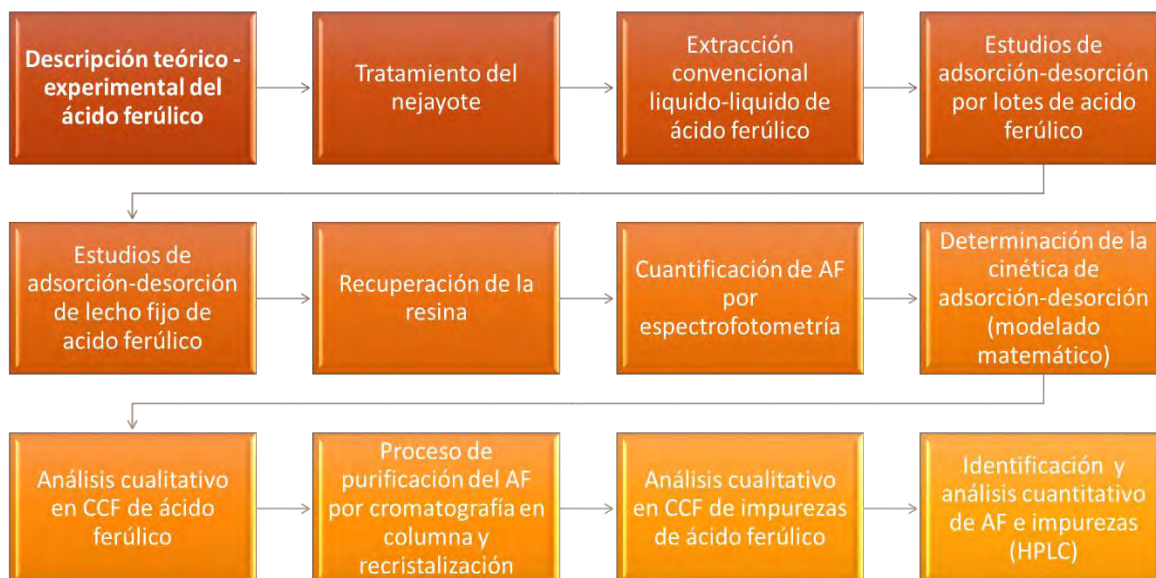 Descripción teórico -
experimental del
ácido ferúlico
Tratamiento del
nejayote
Extracción
convencional
liquido-liquido de
ácido ferúlico
Estudios de
adsorción-desorción
por lotes de acido
ferúlico
Estudios de
adsorción-desorción
de lecho fijo de
acido ferúlico
Recuperación de la
resina
Cuantificación de AF
por
espectrofotometría
Determinación de la
cinética de
adsorción-desorción
(modelado
matemático)
Análisis cualitativo
en CCF de ácido
ferúlico
Proceso de
purificación del AF
por cromatografía en
columna y
recristalización
Análisis cualitativo
en CCF de impurezas
de ácido ferúlico
Identificación y
análisis cuantitativo
de AF e impurezas
(HPLC)